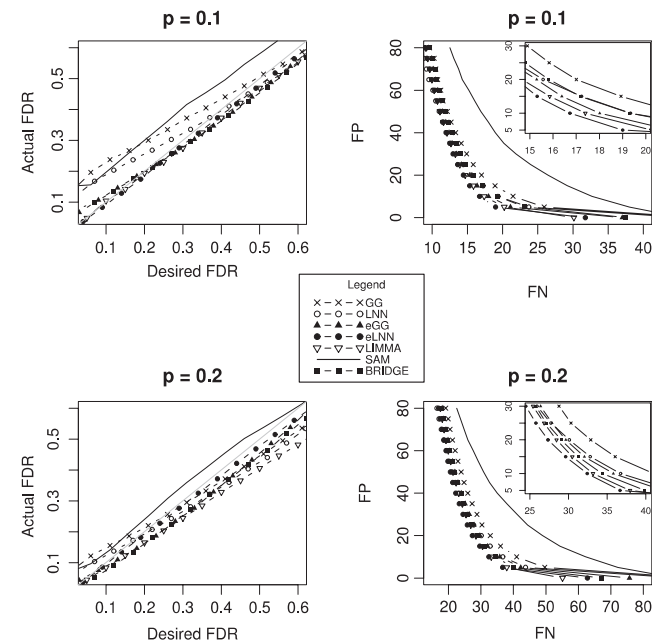 p = 0.1
p = 0.1
Actual FDR
0.1
0.3
0.5
0.1 0.2 0.3 0.4 0.5 0.6
Desired FDR
FP
0
20
40
60
80
10 15 20 25 30 35 40
FN
5
10
15
20
30
15 16 17 18 19 20
Legend
GG
LNN
eGG
eLNN
LIMMA
SAM
BRIDGE
p = 0.2
p = 0.2
Actual FDR
0.1
0.3
0.5
0.1 0.2 0.3 0.4 0.5 0.6
Desired FDR
FP
0
20
40
60
80
20 30 40 50 60 70 80
FN
5
10
15
20
30
25 30 35 40